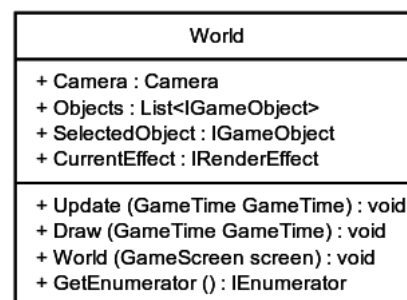 World
+ Camera : Camera
+ Objects : List<IGameObject>
+ SelectedObject : IGameObject
+ CurrentEffect : IRenderEffect
+ Update (GameTime GameTime) : void
+ Draw (GameTime GameTime) : void
+ World (GameScreen screen) : void
+ GetEnumerator () : IEnumerator